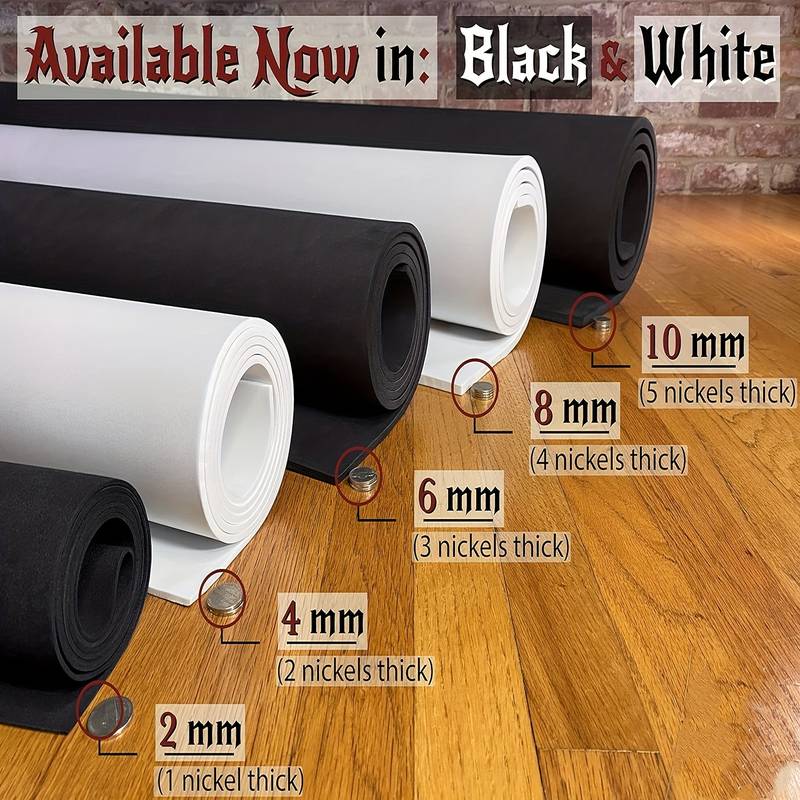 Available Now in: Black & White
10 mm
(5 nickels thick)
8 mm
(4 nickels thick)
6 mm
(3 nickels thick)
4 mm
(2 nickels thick)
2 mm
(1 nickel thick)